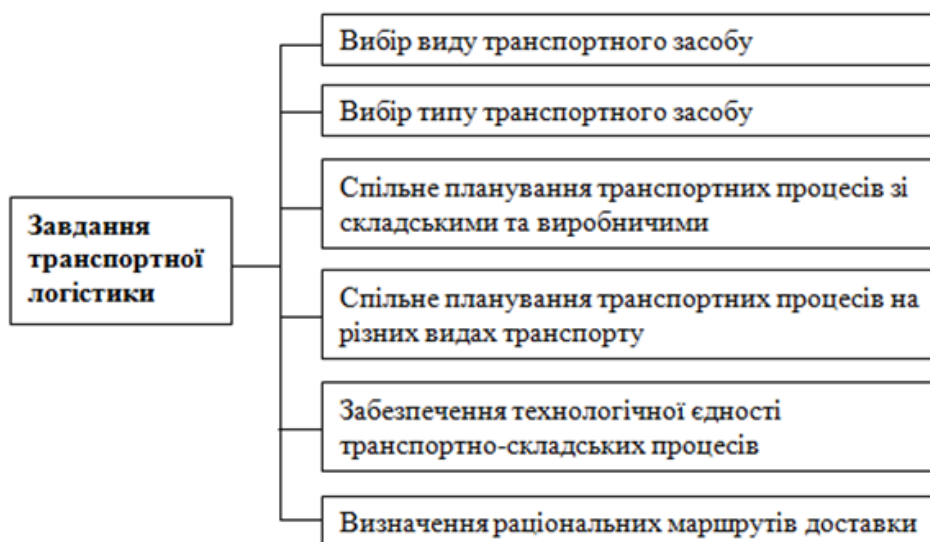 Вибір виду транспортного засобу
Вибір типу транспортного засобу
Спільне планування транспортних процесів зі
складськими та виробничими
Завдання
транспортної
логістики
Спільне планування транспортних процесів на
різних видах транспорту
Забезпечення технологічної єдності
транспортно-складських процесів
Визначення раціональних маршрутів доставки